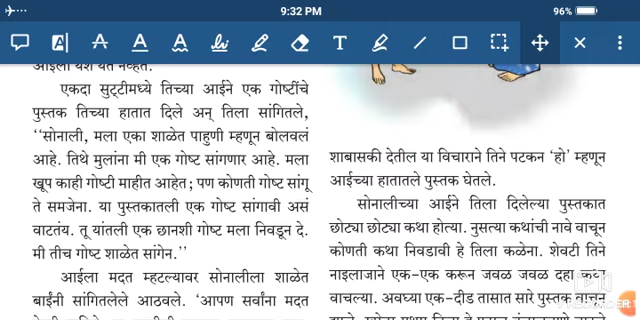 9:32 PM
96%
आईला यश येत नव्हते.
एकदा सुट्टीमध्ये तिच्या आईने एक गोष्टींचे
पुस्तक तिच्या हातात दिले अन् तिला सांगितले,
‘‘सोनाली, मला एका शाळेत पाहुणी म्हणून बोलवलं
आहे. तिथे मुलांना मी एक गोष्ट सांगणार आहे. मला
खूप काही गोष्टी माहीत आहेत; पण कोणती गोष्ट सांगू
ते समजेना. या पुस्तकातली एक गोष्ट सांगावी असं
वाटतंय. तू यांतली एक छानशी गोष्ट मला निवडून दे.
मी तीच गोष्ट शाळेत सांगेन.’’
आईला मदत म्हटल्यावर सोनालीला शाळेत
बाईंनी सांगितलेले आठवले. ‘आपण सर्वांना मदत
शाबासकी देतील या विचाराने तिने पटकन ‘हो’ म्हणून
आईच्या हातातले पुस्तक घेतले.
सोनालीच्या आईने तिला दिलेल्या पुस्तकात
छोट्या छोट्या कथा होत्या. नुसत्या कथांची नावे वाचून
कोणती कथा निवडावी हे तिला कळेना. शेवटी तिने
नाइलाजाने एक-एक करून जवळ जवळ दहा कथा
वाचल्या. अवघ्या एक-दीड तासात सारे पुस्तक वाचून